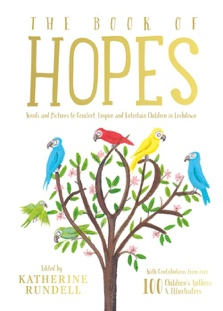 THE BOOK OF
HOPES
Words and Pictures to Comfort, Inspire and Entertain Children in Lockdown
Edited by
KATHERINE
RUNDELL
With Contributions from over
100 Children's Authors
& Illustrators